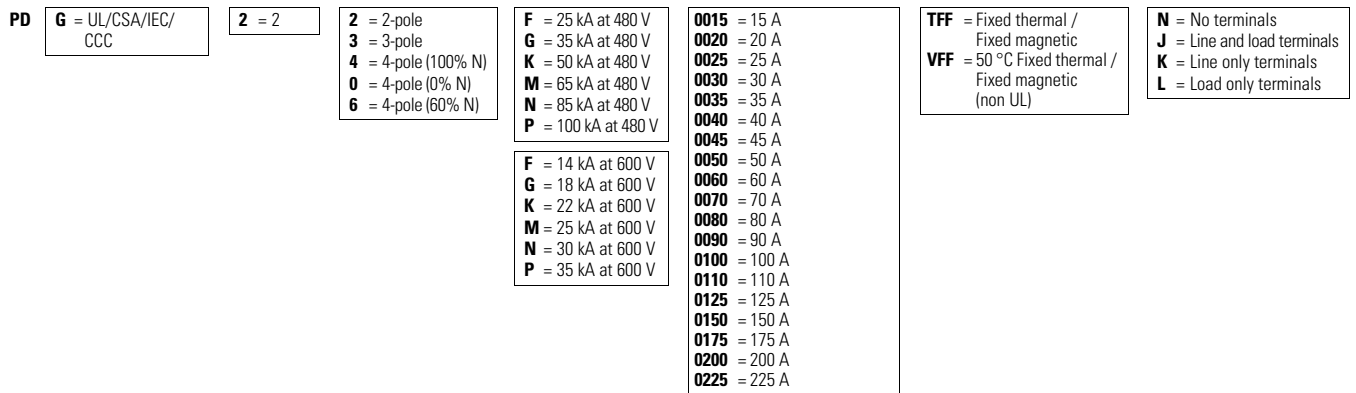 PD
G = UL/CSA/IEC/
CCC
2 = 2
2 = 2-pole
3 = 3-pole
4 = 4-pole (100% N)
0 = 4-pole (0% N)
6 = 4-pole (60% N)
F = 25 kA at 480 V
G = 35 kA at 480 V
K = 50 kA at 480 V
M = 65 kA at 480 V
N = 85 kA at 480 V
P = 100 kA at 480 V
F = 14 kA at 600 V
G = 18 kA at 600 V
K = 22 kA at 600 V
M = 25 kA at 600 V
N = 30 kA at 600 V
P = 35 kA at 600 V
0015 = 15 A
0020 = 20 A
0025 = 25 A
0030 = 30 A
0035 = 35 A
0040 = 40 A
0045 = 45 A
0050 = 50 A
0060 = 60 A
0070 = 70 A
0080 = 80 A
0090 = 90 A
0100 = 100 A
0110 = 110 A
0125 = 125 A
0150 = 150 A
0175 = 175 A
0200 = 200 A
0225 = 225 A
TFF = Fixed thermal /
Fixed magnetic
VFF = 50 °C Fixed thermal /
Fixed magnetic
(non UL)
N = No terminals
J = Line and load terminals
K = Line only terminals
L = Load only terminals